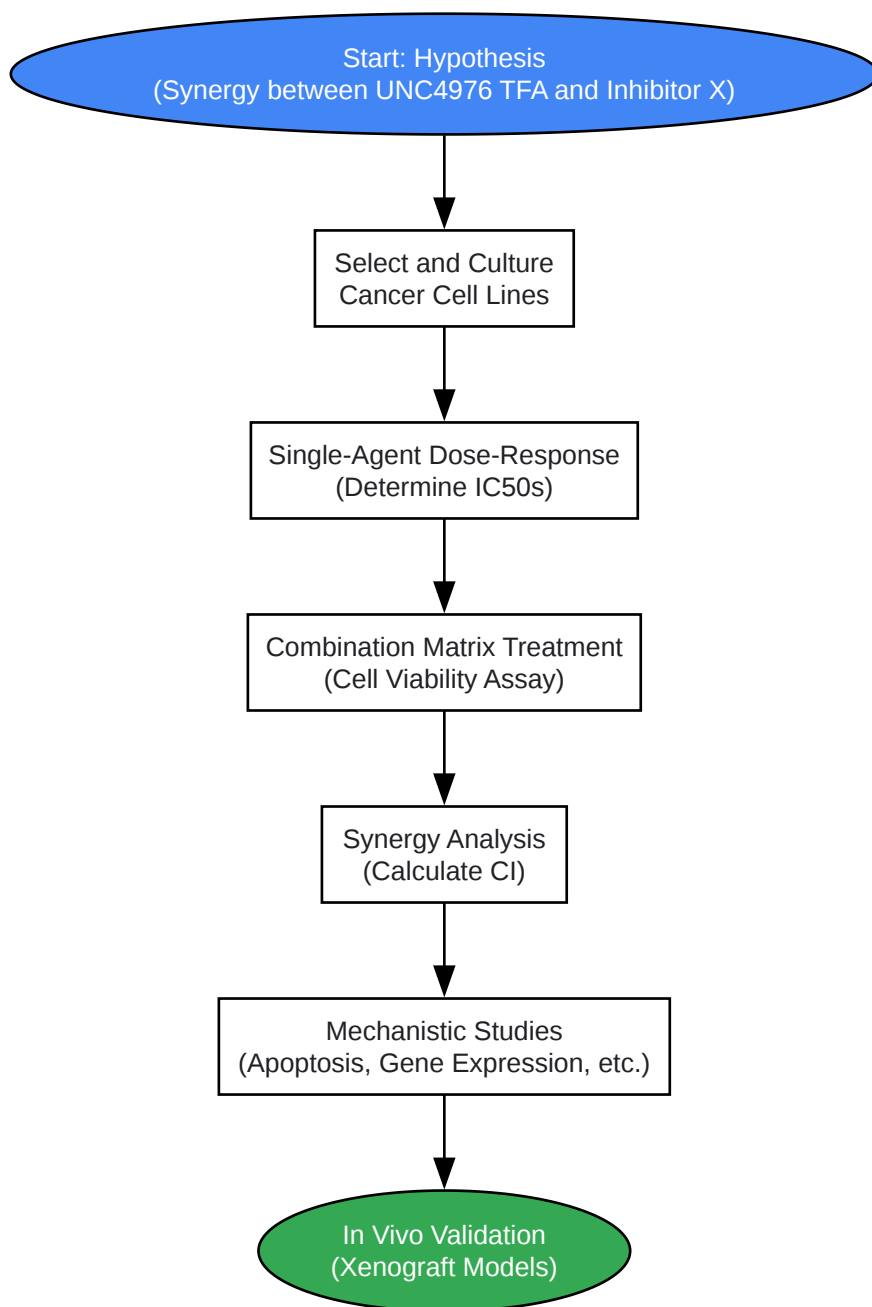 Start: Hypothesis
(Synergy between UNC4976 TFA and Inhibitor X)
Select and Culture
Cancer Cell Lines
Single-Agent Dose-Response
(Determine IC50s)
Combination Matrix Treatment
(Cell Viability Assay)
Synergy Analysis
(Calculate CI)
Mechanistic Studies
(Apoptosis, Gene Expression, etc.)
In Vivo Validation
(Xenograft Models)